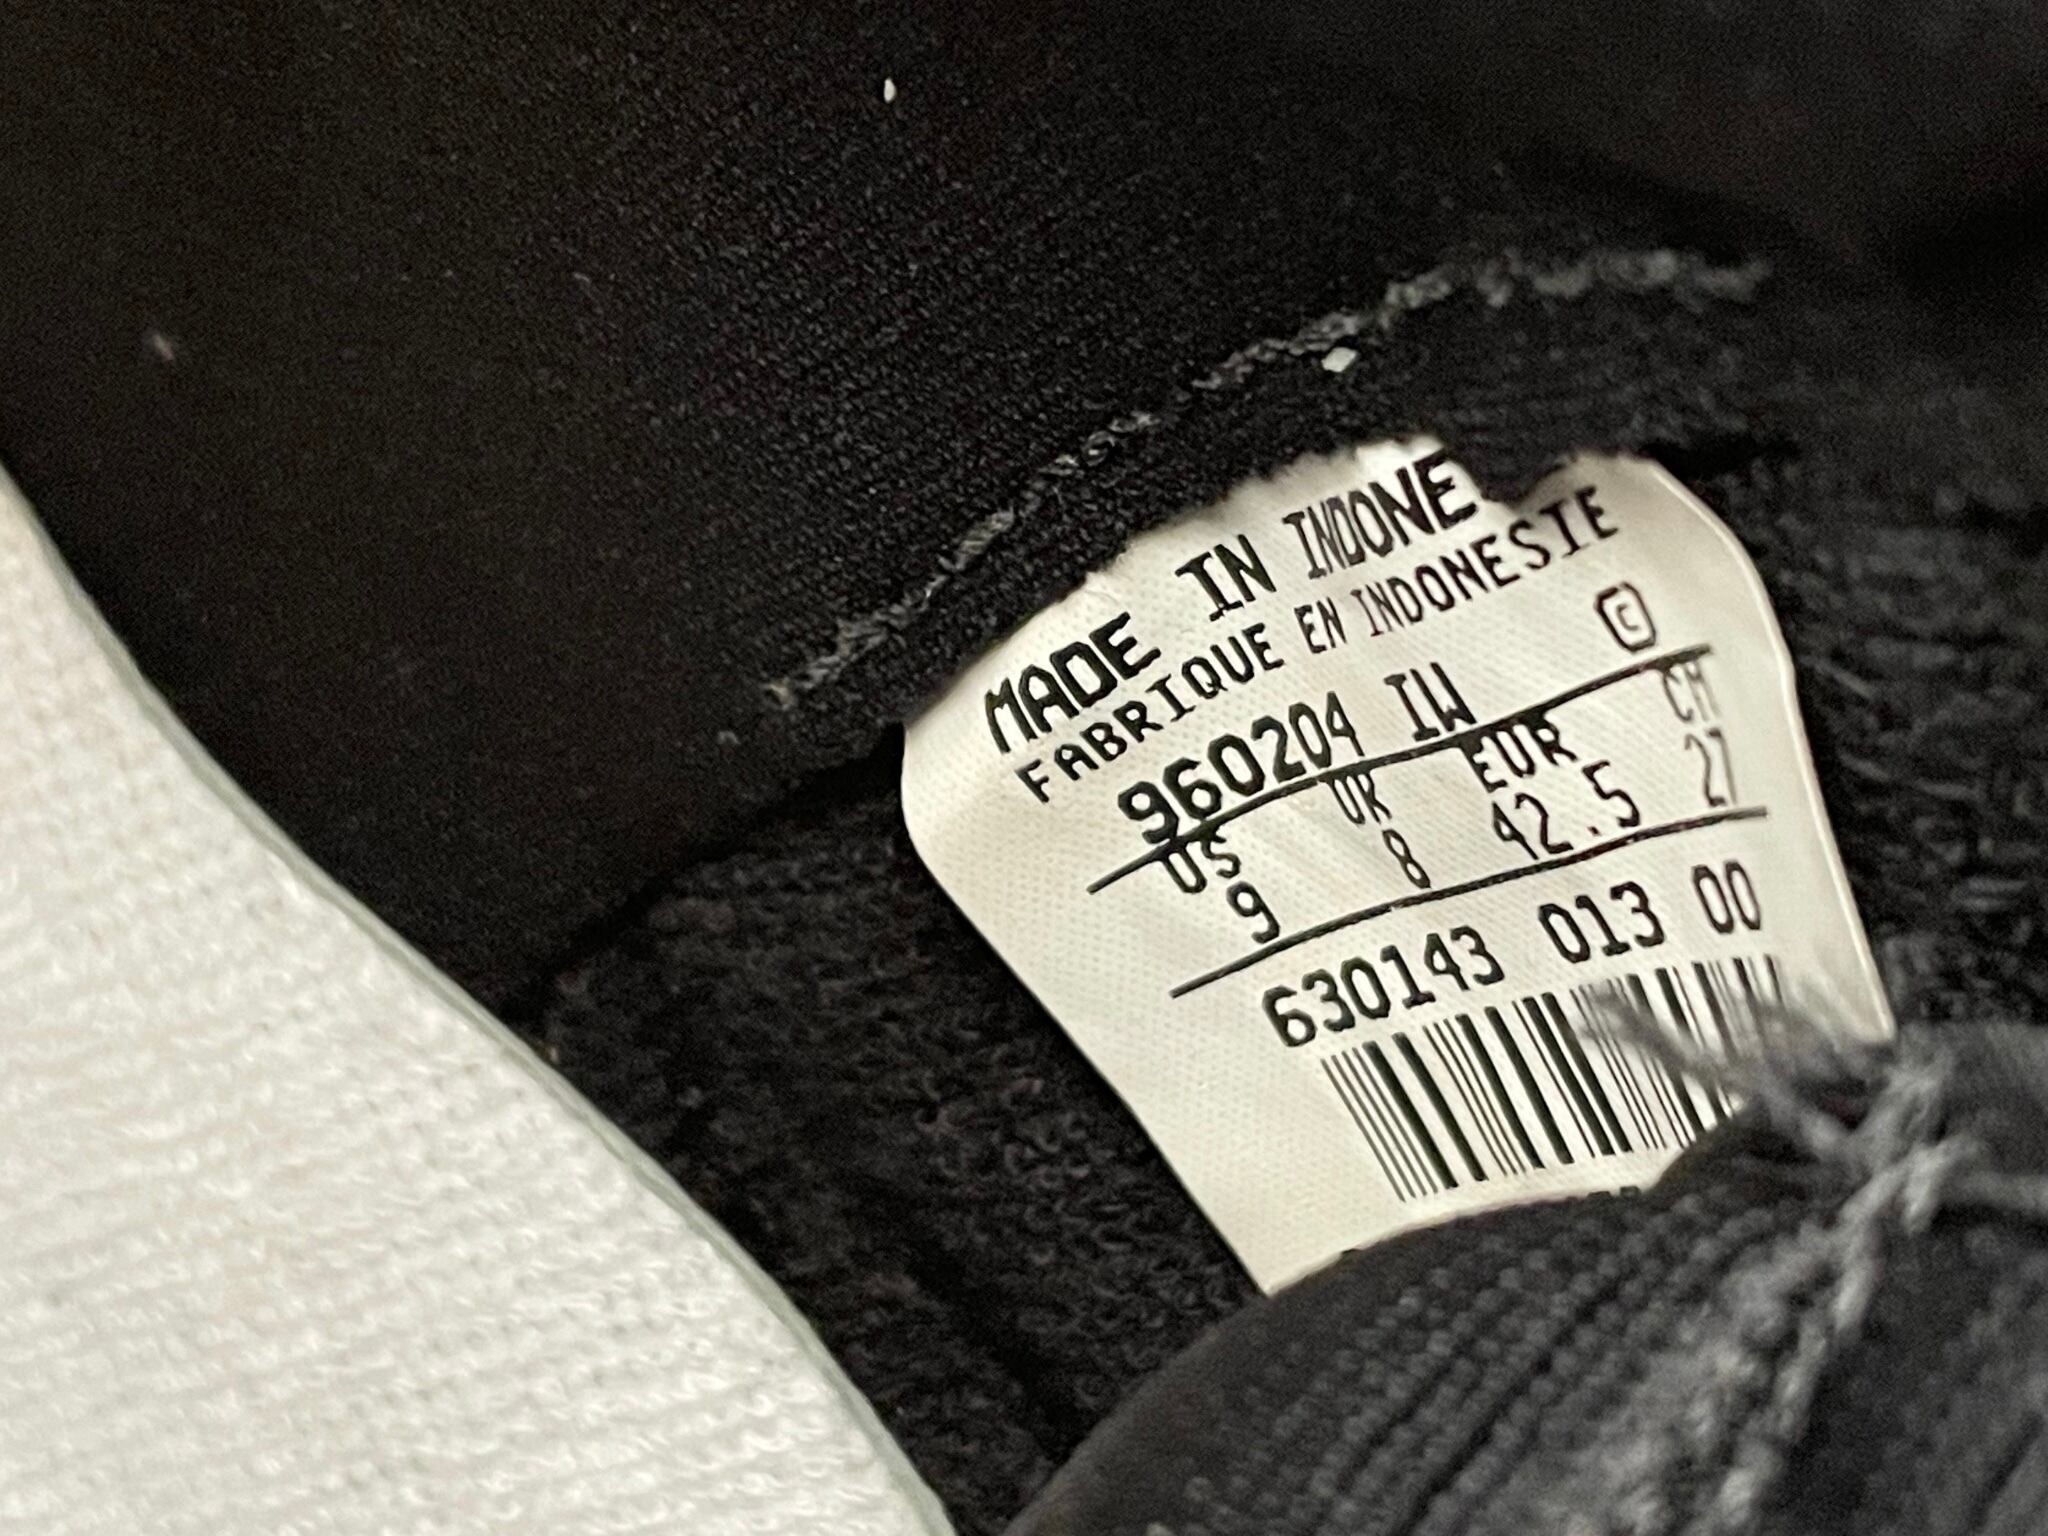 MADE IN INDONE
FABRIQUE EN INDONESIE
960204 IW
US UK EUR CM
9 8 42.5 27
630143 013 00